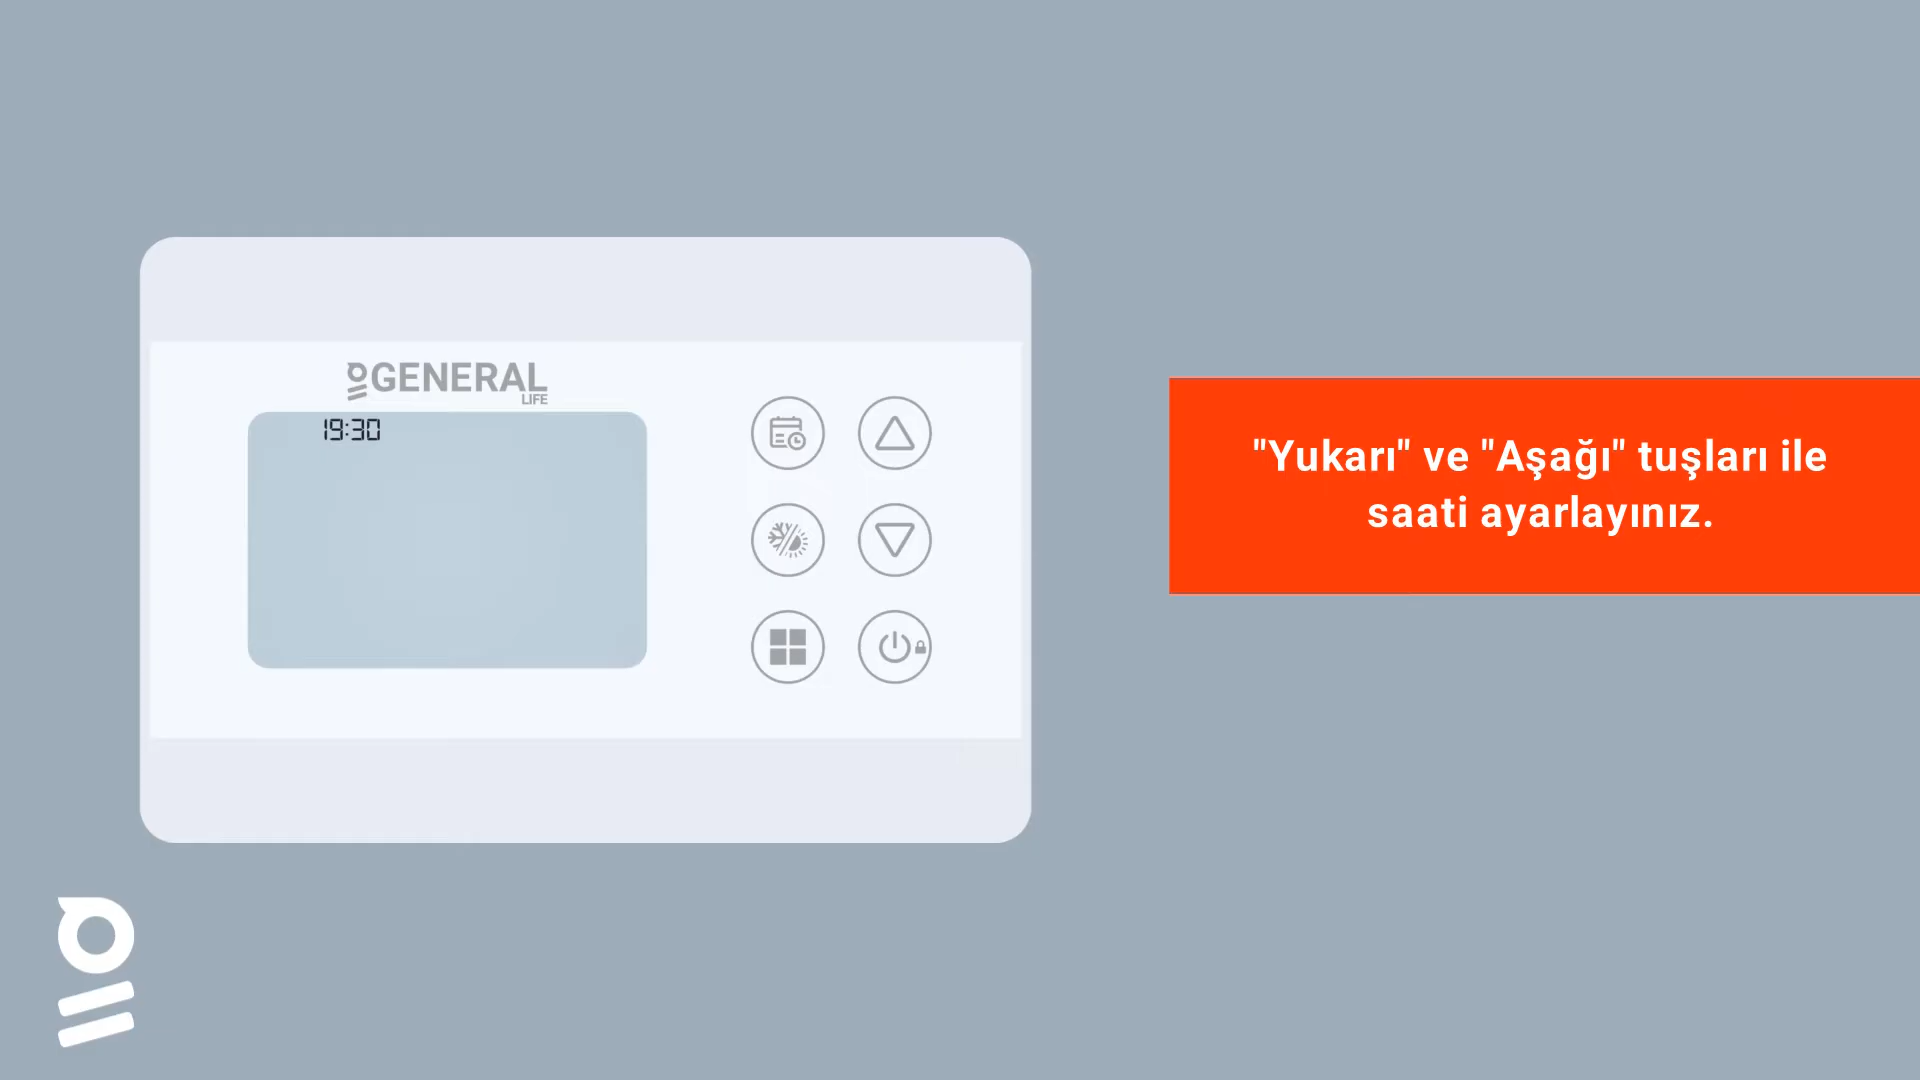 GENERAL
LIFE
19:30
"Yukarı" ve "Aşağı" tuşları ile
saati ayarlayınız.